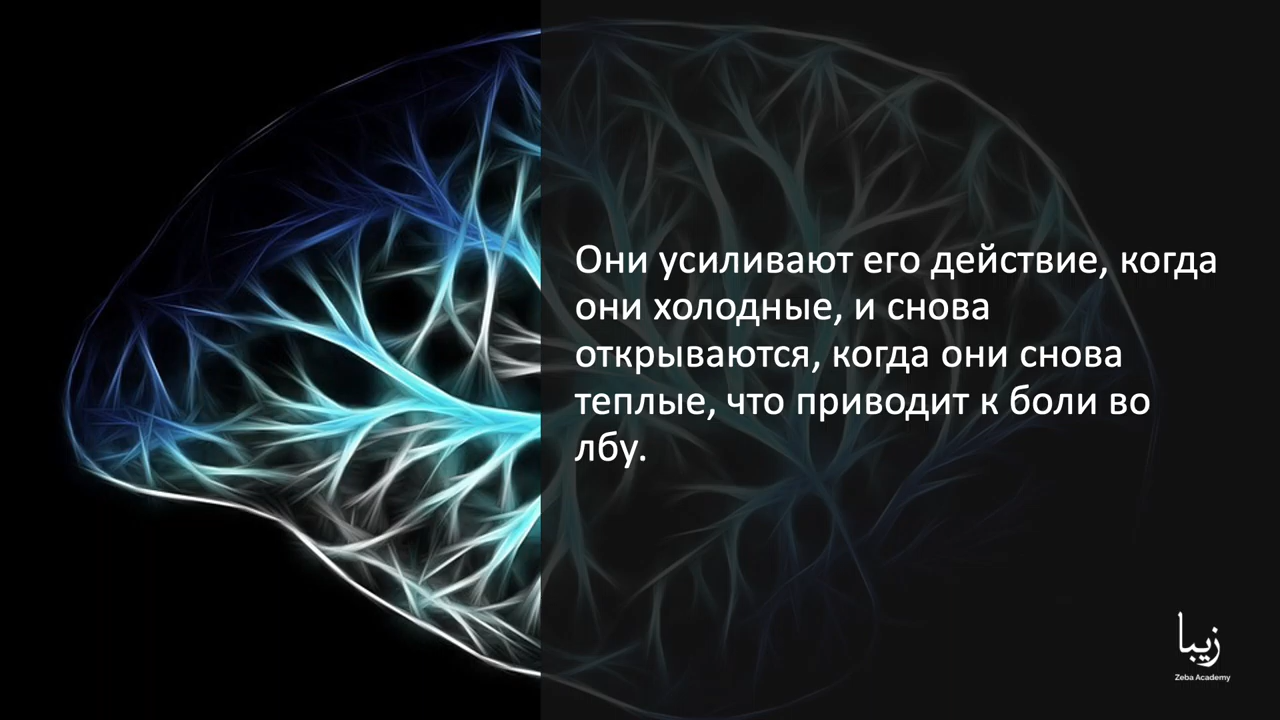 Они усиливают его действие, когда
они холодные, и снова
открываются, когда они снова
теплые, что приводит к боли во
лбу.
زيبا
Zeba Academy